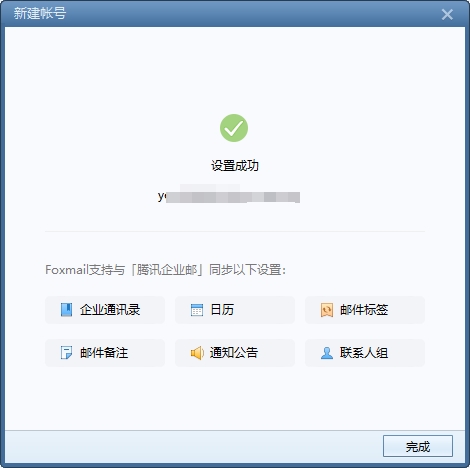 新建帐号
设置成功
Foxmail支持与「腾讯企业邮」同步以下设置：
企业通讯录 日历 邮件标签
邮件备注 通知公告 联系人组
完成